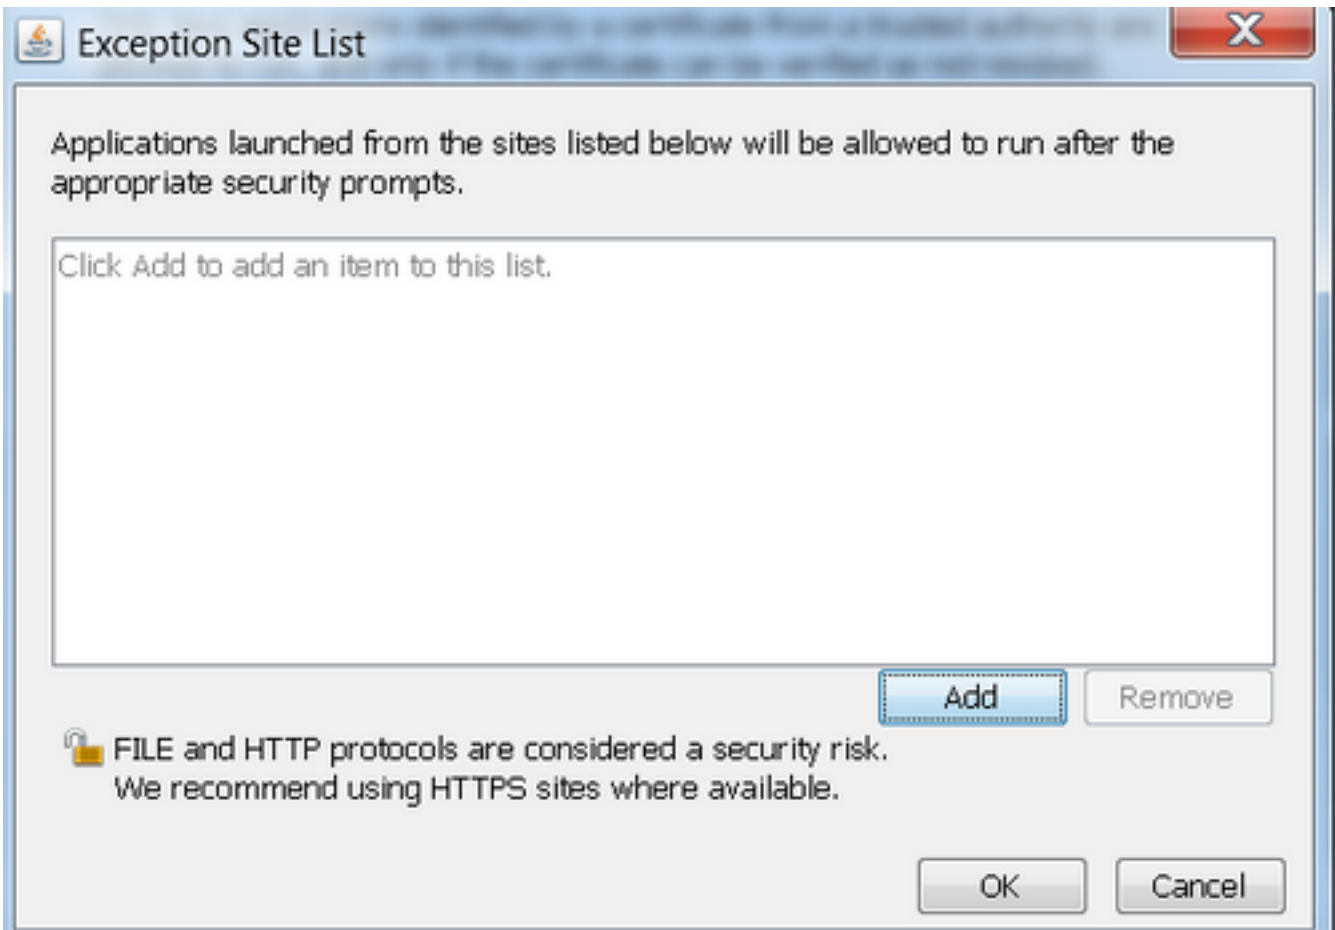 Exception Site List
Applications launched from the sites listed below will be allowed to run after the
appropriate security prompts.
Click Add to add an item to this list.
Add
Remove
FILE and HTTP protocols are considered a security risk.
We recommend using HTTPS sites where available.
OK
Cancel